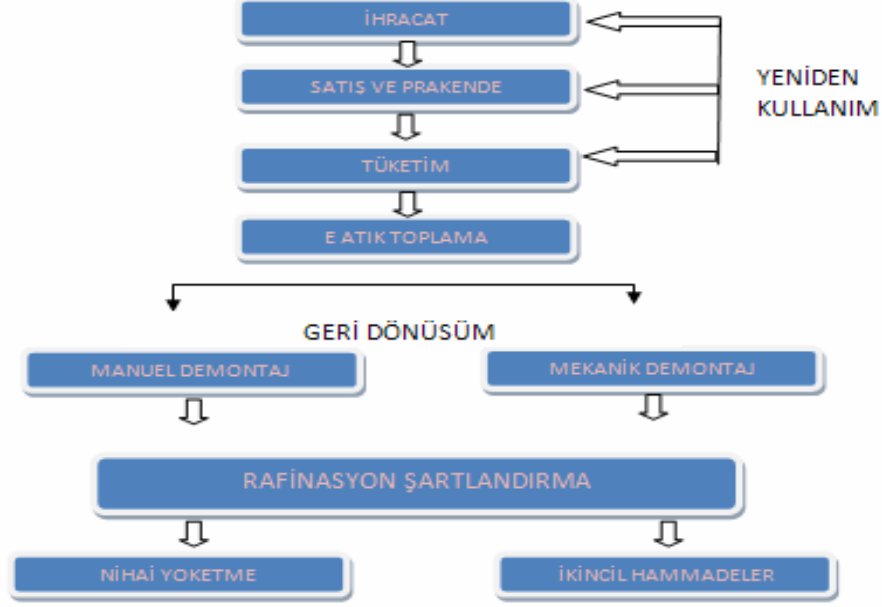 İHRACAT
SATIŞ VE PRAKENDE
YENİDEN
KULLANIM
TÜKETİM
E ATIK TOPLAMA
GERİ DÖNÜSÜM
MANUEL DEMONTAJ
MEKANİK DEMONTAJ
RAFİNASYON ŞARTLANDIRMA
NİHAİ YOKETME
İKİNCİL HAMMADELER